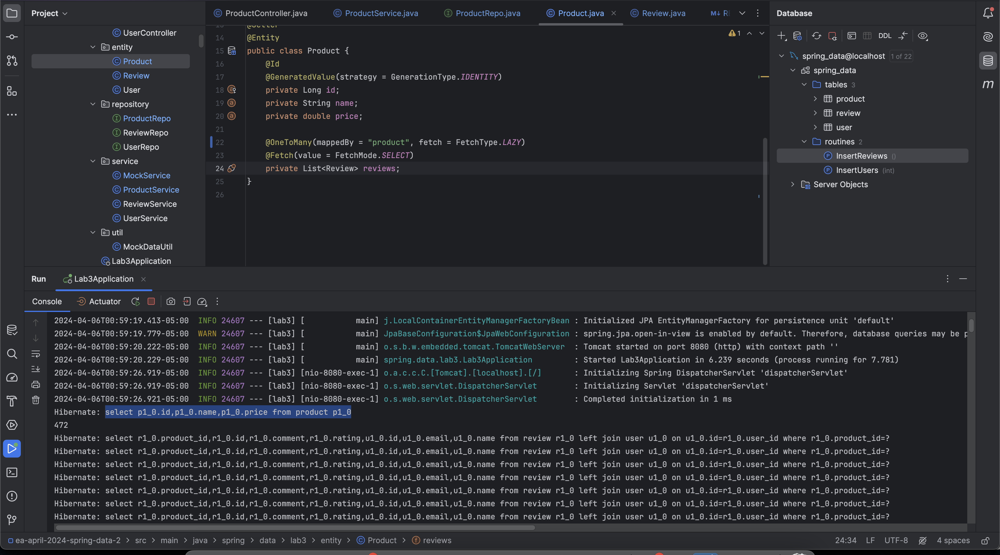 Project
UserController
entity
Product
Review
User
repository
ProductRepo
ReviewRepo
UserRepo
service
MockService
ProductService
ReviewService
UserService
util
MockDataUtil
Lab3Application
ProductController.java ProductService.java ProductRepo.java Product.java Review.java M↓
1
14 @Entity
15 public class Product {
16 @Id
17 @GeneratedValue(strategy = GenerationType.IDENTITY)
18 private Long id;
19 private String name;
20 private double price;
21
22 @OneToMany(mappedBy = "product", fetch = FetchType.LAZY)
23 @Fetch(value = FetchMode.SELECT)
24 private List<Review> reviews;
25 }
26
Database
DDL
spring_data@localhost 1 of 22
spring_data
tables 3
product
review
user
routines 2
InsertReviews ()
InsertUsers (int)
Server Objects
m
Run Lab3Application
Console Actuator
2024-04-06T00:59:19.413-05:00 INFO 24607 --- [lab3] [ main] j.LocalContainerEntityManagerFactoryBean : Initialized JPA EntityManagerFactory for persistence unit 'default'
2024-04-06T00:59:19.779-05:00 WARN 24607 --- [lab3] [ main] JpaBaseConfiguration$JpaWebConfiguration : spring.jpa.open-in-view is enabled by default. Therefore, database queries may be p
2024-04-06T00:59:20.222-05:00 INFO 24607 --- [lab3] [ main] o.s.b.w.embedded.tomcat.TomcatWebServer : Tomcat started on port 8080 (http) with context path ''
2024-04-06T00:59:20.229-05:00 INFO 24607 --- [lab3] [ main] spring.data.lab3.Lab3Application : Started Lab3Application in 6.239 seconds (process running for 7.781)
2024-04-06T00:59:26.919-05:00 INFO 24607 --- [lab3] [nio-8080-exec-1] o.a.c.c.C.[Tomcat].[localhost].[/] : Initializing Spring DispatcherServlet 'dispatcherServlet'
2024-04-06T00:59:26.919-05:00 INFO 24607 --- [lab3] [nio-8080-exec-1] o.s.web.servlet.DispatcherServlet : Initializing Servlet 'dispatcherServlet'
2024-04-06T00:59:26.921-05:00 INFO 24607 --- [lab3] [nio-8080-exec-1] o.s.web.servlet.DispatcherServlet : Completed initialization in 1 ms
Hibernate: select p1_0.id,p1_0.name,p1_0.price from product p1_0
472
Hibernate: select r1_0.product_id,r1_0.id,r1_0.comment,r1_0.rating,u1_0.id,u1_0.email,u1_0.name from review r1_0 left join user u1_0 on u1_0.id=r1_0.user_id where r1_0.product_id=?
Hibernate: select r1_0.product_id,r1_0.id,r1_0.comment,r1_0.rating,u1_0.id,u1_0.email,u1_0.name from review r1_0 left join user u1_0 on u1_0.id=r1_0.user_id where r1_0.product_id=?
Hibernate: select r1_0.product_id,r1_0.id,r1_0.comment,r1_0.rating,u1_0.id,u1_0.email,u1_0.name from review r1_0 left join user u1_0 on u1_0.id=r1_0.user_id where r1_0.product_id=?
Hibernate: select r1_0.product_id,r1_0.id,r1_0.comment,r1_0.rating,u1_0.id,u1_0.email,u1_0.name from review r1_0 left join user u1_0 on u1_0.id=r1_0.user_id where r1_0.product_id=?
Hibernate: select r1_0.product_id,r1_0.id,r1_0.comment,r1_0.rating,u1_0.id,u1_0.email,u1_0.name from review r1_0 left join user u1_0 on u1_0.id=r1_0.user_id where r1_0.product_id=?
Hibernate: select r1_0.product_id,r1_0.id,r1_0.comment,r1_0.rating,u1_0.id,u1_0.email,u1_0.name from review r1_0 left join user u1_0 on u1_0.id=r1_0.user_id where r1_0.product_id=?
Hibernate: select r1_0.product_id,r1_0.id,r1_0.comment,r1_0.rating,u1_0.id,u1_0.email,u1_0.name from review r1_0 left join user u1_0 on u1_0.id=r1_0.user_id where r1_0.product_id=?
ea-april-2024-spring-data-2 > src > main > java > spring > data > lab3 > entity > Product > reviews
24:34 LF UTF-8 4 spaces